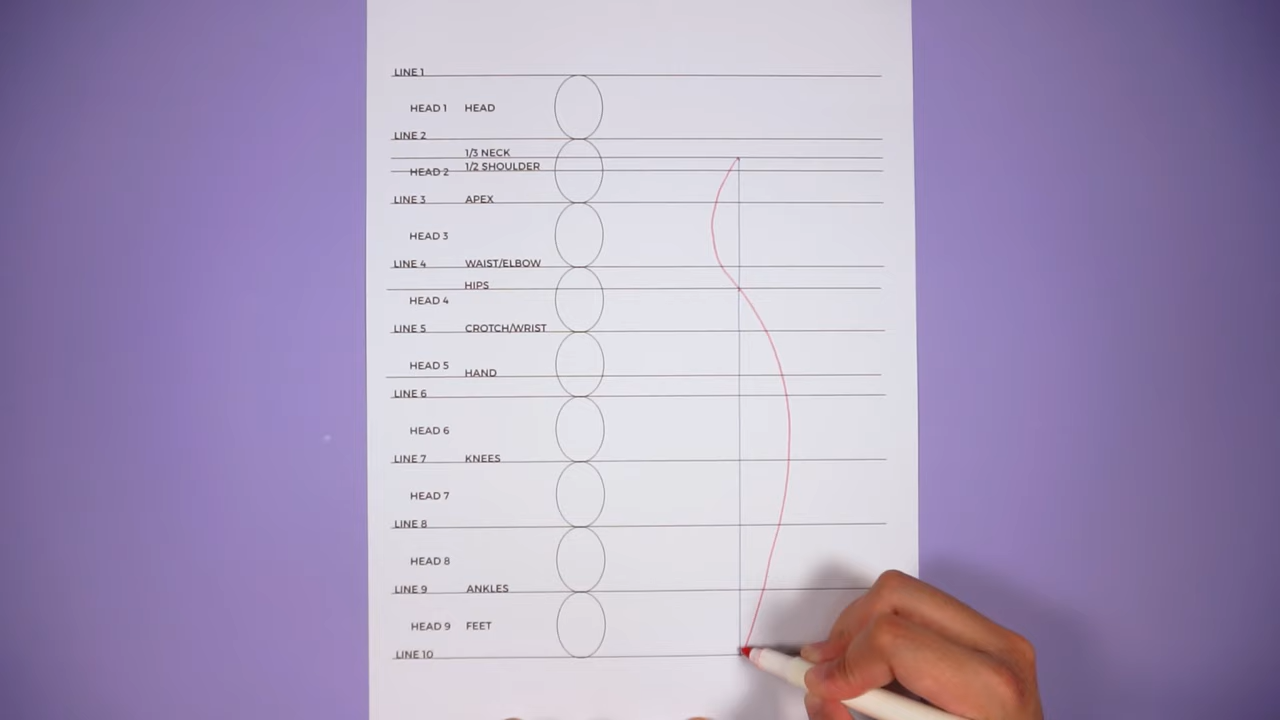 LINE 1
HEAD 1 HEAD
LINE 2
1/3 NECK
1/2 SHOULDER
HEAD 2
LINE 3 APEX
HEAD 3
LINE 4 WAIST/ELBOW
HIPS
HEAD 4
LINE 5 CROTCH/WRIST
HEAD 5
HAND
LINE 6
HEAD 6
LINE 7 KNEES
HEAD 7
LINE 8
HEAD 8
LINE 9 ANKLES
HEAD 9 FEET
LINE 10